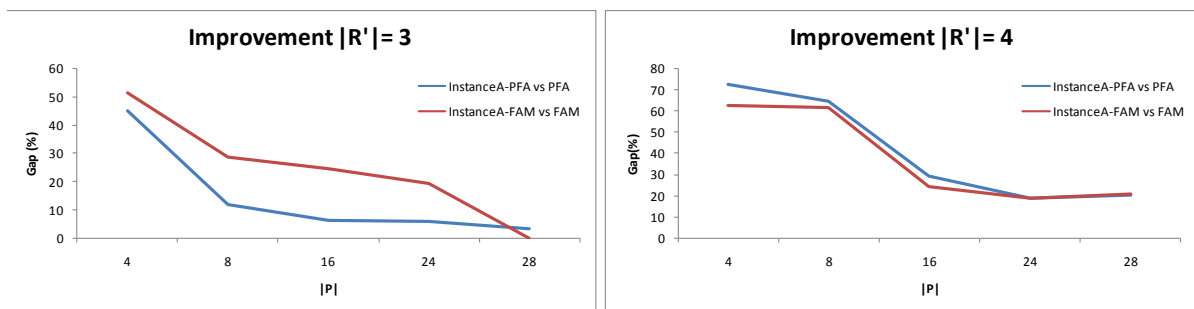 Improvement |R'|= 3
60
50
40
30
20
10
0
Gap (%)
InstanceA-PFA vs PFA
InstanceA-FAM vs FAM
4 8 16 24 28
|P|
Improvement |R'|= 4
80
70
60
50
40
30
20
10
0
Gap(%)
InstanceA-PFA vs PFA
InstanceA-FAM vs FAM
4 8 16 24 28
|P|